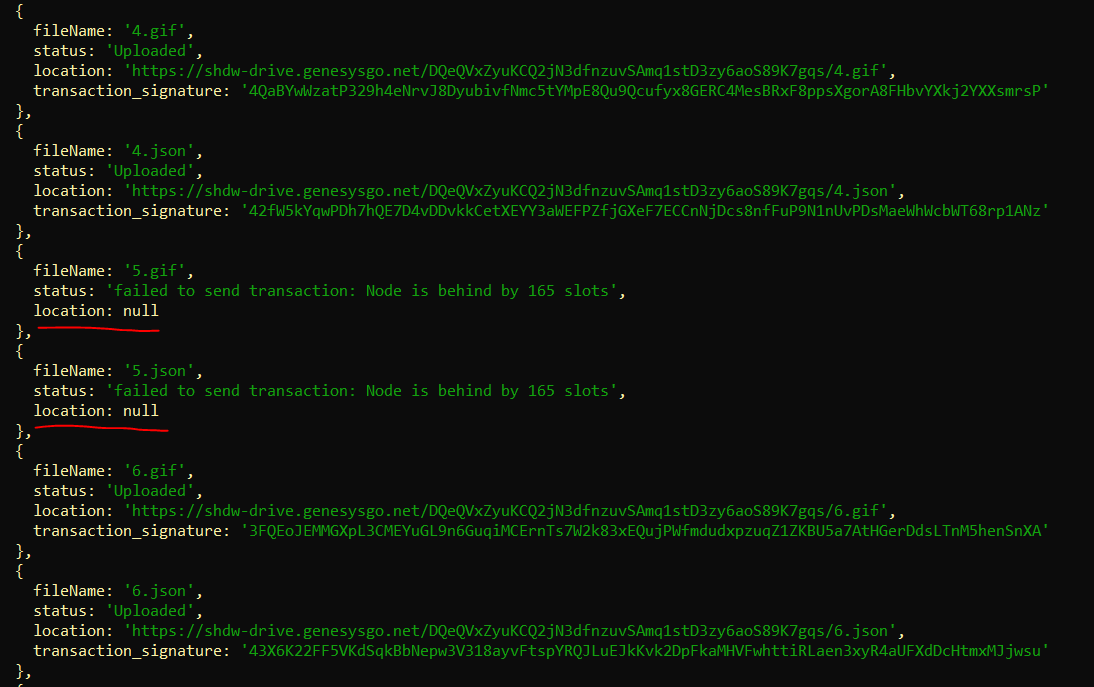 {
fileName: '4.gif',
status: 'Uploaded',
location: 'https://shdw-drive.genesysgo.net/DQeQVxZyuKCQ2jN3dfnzuvSAmq1stD3zy6aoS89K7gqs/4.gif',
transaction_signature: '4QaBYwWzatP329h4eNrvJ8DyubivfNmc5tYMpE8Qu9Qcufyx8GERC4MesBRxF8ppsXgorA8FHbvYXkj2YXXsmrsP'
},
{
fileName: '4.json',
status: 'Uploaded',
location: 'https://shdw-drive.genesysgo.net/DQeQVxZyuKCQ2jN3dfnzuvSAmq1stD3zy6aoS89K7gqs/4.json',
transaction_signature: '42fW5kYqwPDh7hQE7D4vDDvkkCetXEYY3aWEFPZfjGXeF7ECCnNjDcs8nfFuP9N1nUvPDsMaeWhWcbWT68rp1ANz'
},
{
fileName: '5.gif',
status: 'failed to send transaction: Node is behind by 165 slots',
location: null
},
{
fileName: '5.json',
status: 'failed to send transaction: Node is behind by 165 slots',
location: null
},
{
fileName: '6.gif',
status: 'Uploaded',
location: 'https://shdw-drive.genesysgo.net/DQeQVxZyuKCQ2jN3dfnzuvSAmq1stD3zy6aoS89K7gqs/6.gif',
transaction_signature: '3FQEoJEMMGXpL3CMEYuGL9n6GuqiMCErnTs7W2k83xEQujPWfmdudxpzuqZ1ZKBU5a7AtHGerDdsLTnM5henSnXA'
},
{
fileName: '6.json',
status: 'Uploaded',
location: 'https://shdw-drive.genesysgo.net/DQeQVxZyuKCQ2jN3dfnzuvSAmq1stD3zy6aoS89K7gqs/6.json',
transaction_signature: '43X6K22FF5VKdSqkBbNepw3V318ayvFtspYRQJLuEJkKvk2DpFkaMHVFwhttiRLaen3xyR4aUFXdDcHtmxMJjwsu'
},